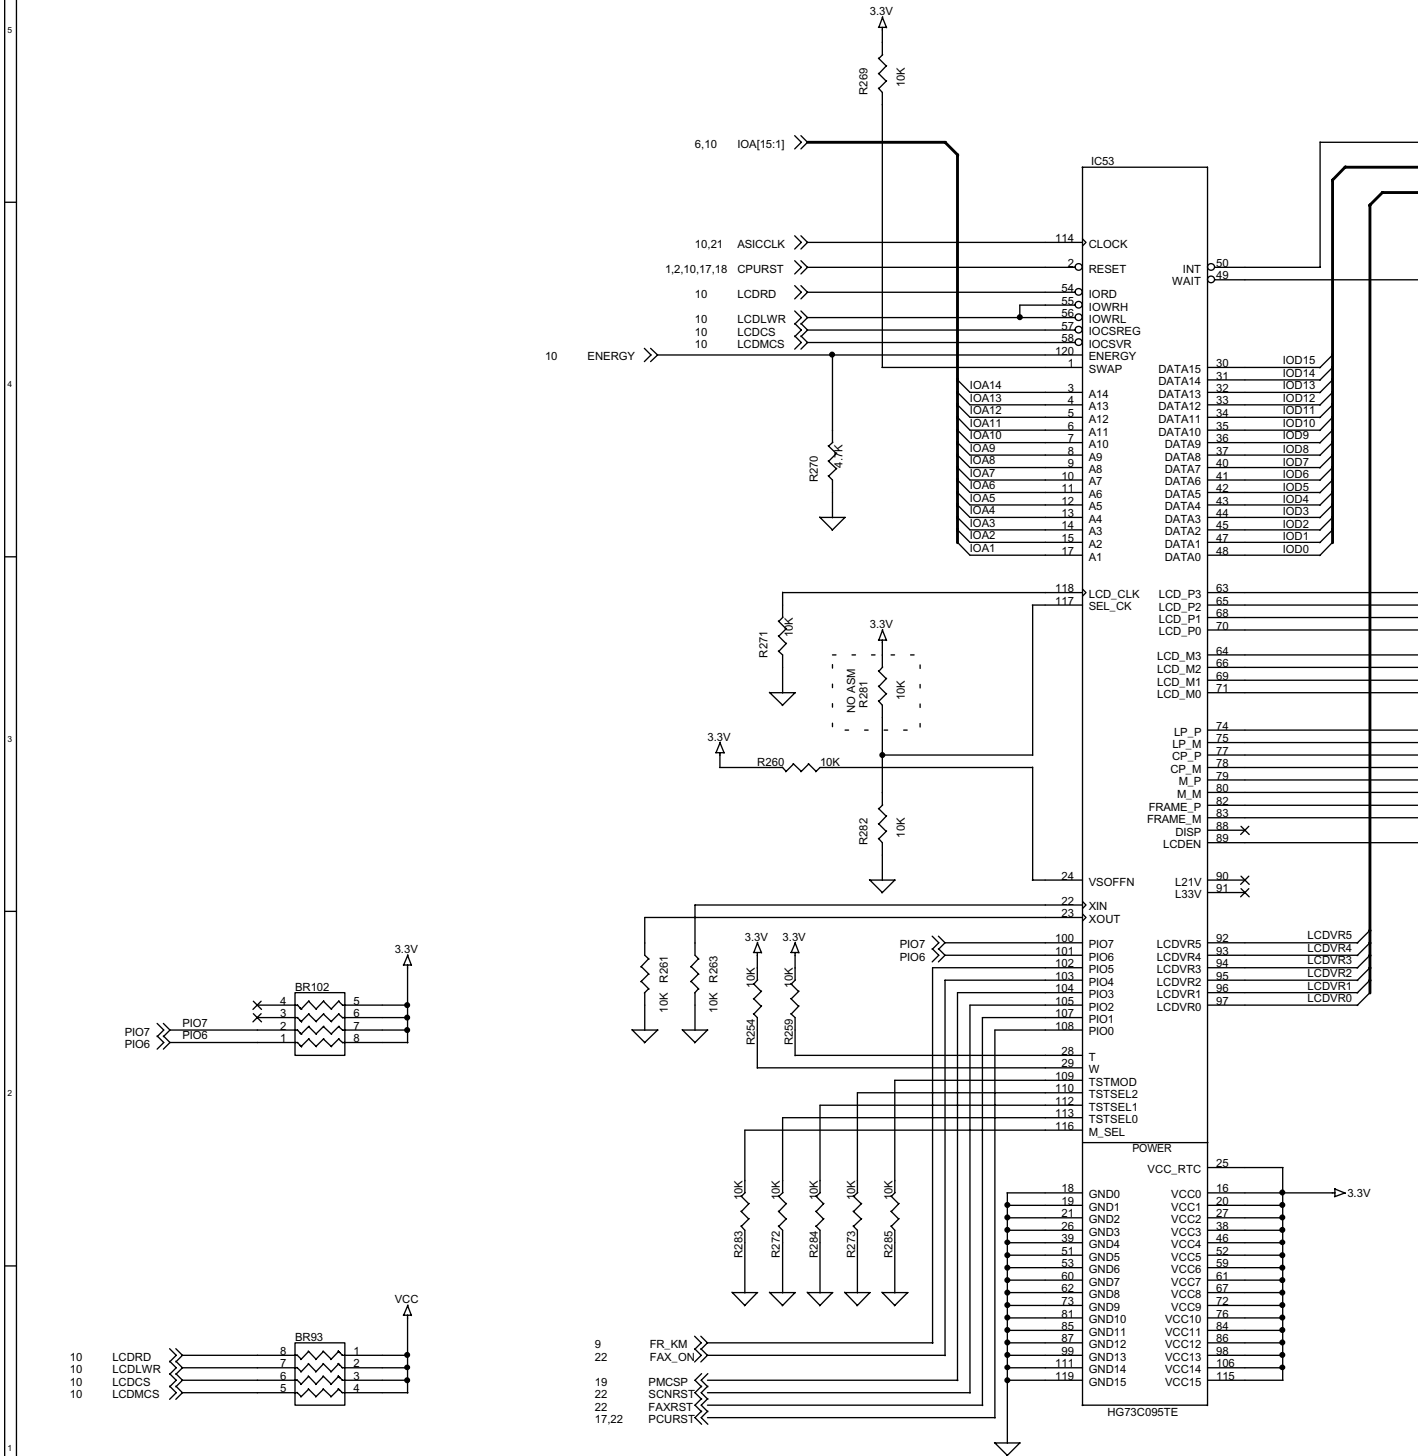 5
4
3
2
1
3.3V
R269
10K
6,10 IOA[15:1]
IC53
10,21 ASICCLK 114 CLOCK
1,2,10,17,18 CPURST 2 RESET
INT 50
WAIT 49
10 LCDRD 54 IORD
55 IOWRH
10 LCDLWR 56 IOWRL
10 LCDCS 57 IOCSREG
10 LCDMCS 58 IOCSVR
10 ENERGY 120 ENERGY
1 SWAP
R270
4.7K
IOA14 3 A14
IOA13 4 A13
IOA12 5 A12
IOA11 6 A11
IOA10 7 A10
IOA9 8 A9
IOA8 9 A8
IOA7 10 A7
IOA6 11 A6
IOA5 12 A5
IOA4 13 A4
IOA3 14 A3
IOA2 15 A2
IOA1 17 A1
DATA15 30 IOD15
DATA14 31 IOD14
DATA13 32 IOD13
DATA12 33 IOD12
DATA11 34 IOD11
DATA10 35 IOD10
DATA9 36 IOD9
DATA8 37 IOD8
DATA7 40 IOD7
DATA6 41 IOD6
DATA5 42 IOD5
DATA4 43 IOD4
DATA3 44 IOD3
DATA2 45 IOD2
DATA1 47 IOD1
DATA0 48 IOD0
118 LCD_CLK
117 SEL_CK
R271
10K
3.3V
NO ASM
R281
10K
3.3V
R260 10K
R282
10K
LCD_P3 63
LCD_P2 65
LCD_P1 68
LCD_P0 70
LCD_M3 64
LCD_M2 66
LCD_M1 69
LCD_M0 71
LP_P 74
LP_M 75
CP_P 77
CP_M 78
M_P 79
M_M 80
FRAME_P 82
FRAME_M 83
DISP 88
LCDEN 89
24 VSOFFN
L21V 90
L33V 91
22 XIN
23 XOUT
R261
10K
R263
10K
3.3V 3.3V
10K
R254
10K
R259
PIO7 100 PIO7
PIO6 101 PIO6
102 PIO5
103 PIO4
104 PIO3
105 PIO2
107 PIO1
108 PIO0
LCDVR5 92 LCDVR5
LCDVR4 93 LCDVR4
LCDVR3 94 LCDVR3
LCDVR2 95 LCDVR2
LCDVR1 96 LCDVR1
LCDVR0 97 LCDVR0
28 T
29 W
109 TSTMOD
110 TSTSEL2
112 TSTSEL1
113 TSTSEL0
116 M_SEL
3.3V
BR102
4 5
3 6
PIO7 PIO7 2 7
PIO6 PIO6 1 8
10K
R283
10K
R272
10K
R284
10K
R273
10K
R285
POWER
VCC_RTC 25
3.3V
18 GND0 VCC0 16
19 GND1 VCC1 20
21 GND2 VCC2 27
26 GND3 VCC3 38
39 GND4 VCC4 46
51 GND5 VCC5 52
53 GND6 VCC6 59
60 GND7 VCC7 61
62 GND8 VCC8 67
73 GND9 VCC9 72
81 GND10 VCC10 76
85 GND11 VCC11 84
87 GND12 VCC12 86
99 GND13 VCC13 98
111 GND14 VCC14 106
119 GND15 VCC15 115
HG73C095TE
VCC
BR93
10 LCDRD 8 1
10 LCDLWR 7 2
10 LCDCS 6 3
10 LCDMCS 5 4
9 FR_KM
22 FAX_ON
19 PMCSP
22 SCNRST
22 FAXRST
17,22 PCURST